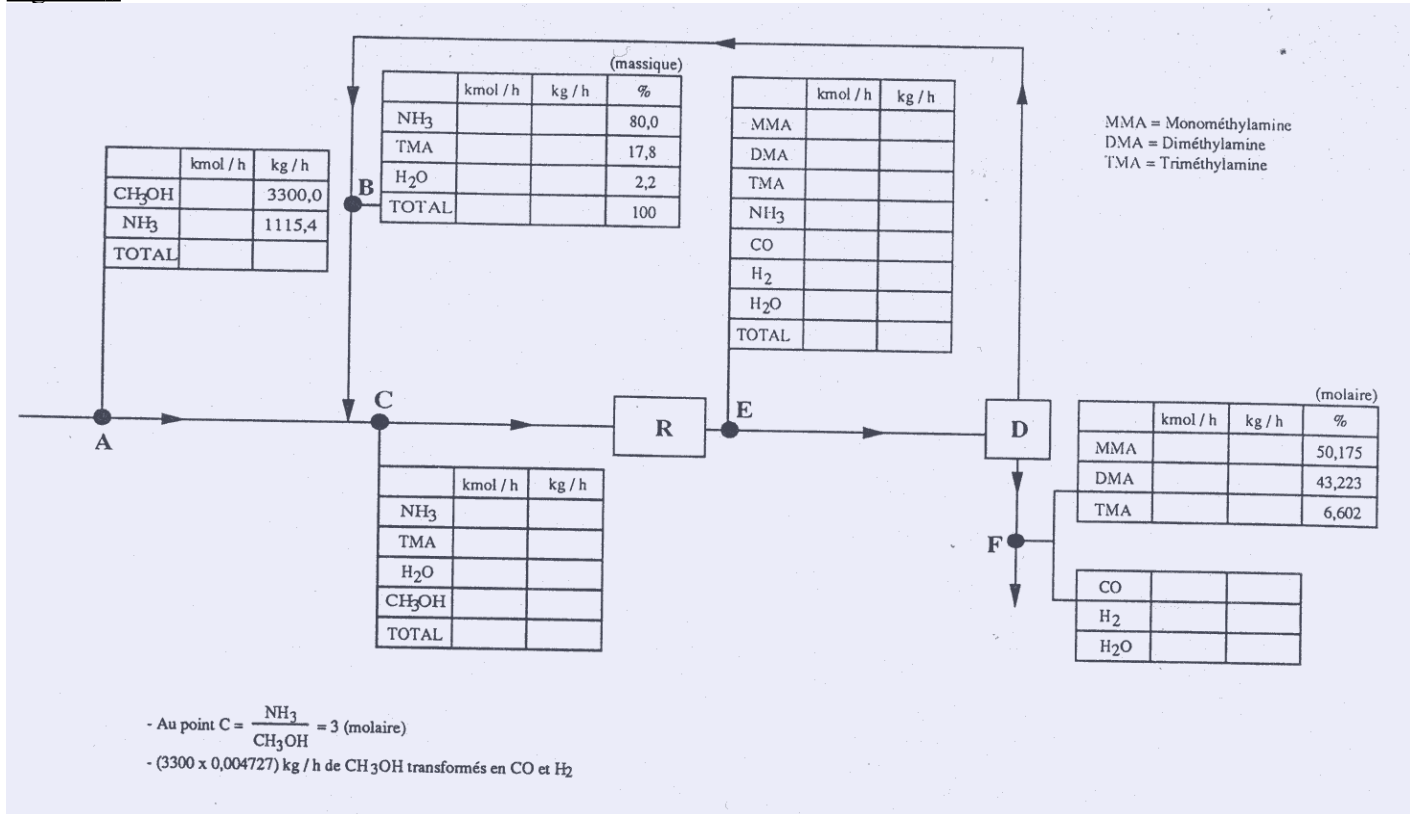 (massique)
kmol / h kg / h %
NH3 80,0
TMA 17,8
H2O 2,2
TOTAL 100
B
kmol / h kg / h
MMA
DMA
TMA
NH3
CO
H2
H2O
TOTAL
MMA = Monométhylamine
DMA = Diméthylamine
TMA = Triméthylamine
kmol / h kg / h
CH3OH 3300,0
NH3 1115,4
TOTAL
A
C
R
E
D
kmol / h kg / h
NH3
TMA
H2O
CH3OH
TOTAL
(molaire)
kmol / h kg / h %
MMA 50,175
DMA 43,223
TMA 6,602
F
CO
H2
H2O
- Au point C = NH3 / CH3OH = 3 (molaire)
- (3300 x 0,004727) kg / h de CH3OH transformés en CO et H2